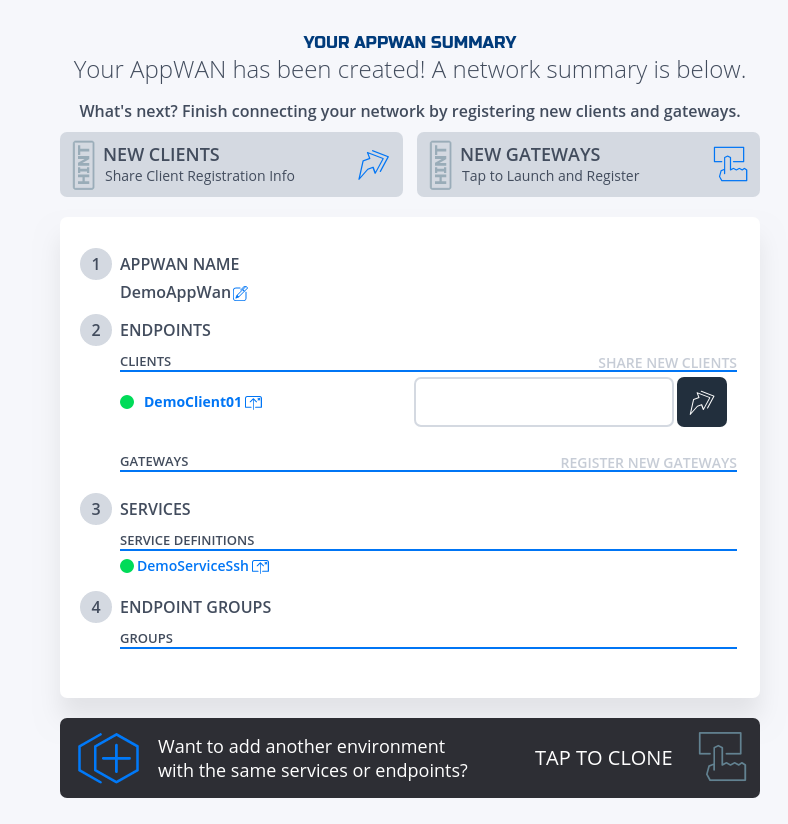 YOUR APPWAN SUMMARY
Your AppWAN has been created! A network summary is below.
What's next? Finish connecting your network by registering new clients and gateways.
HINT
NEW CLIENTS
Share Client Registration Info
HINT
NEW GATEWAYS
Tap to Launch and Register
1 APPWAN NAME
DemoAppWan
2 ENDPOINTS
CLIENTS SHARE NEW CLIENTS
DemoClient01
GATEWAYS REGISTER NEW GATEWAYS
3 SERVICES
SERVICE DEFINITIONS
DemoServiceSsh
4 ENDPOINT GROUPS
GROUPS
Want to add another environment
with the same services or endpoints?
TAP TO CLONE